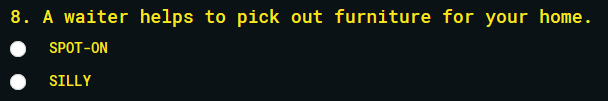 8. A waiter helps to pick out furniture for your home.
SPOT-ON
SILLY